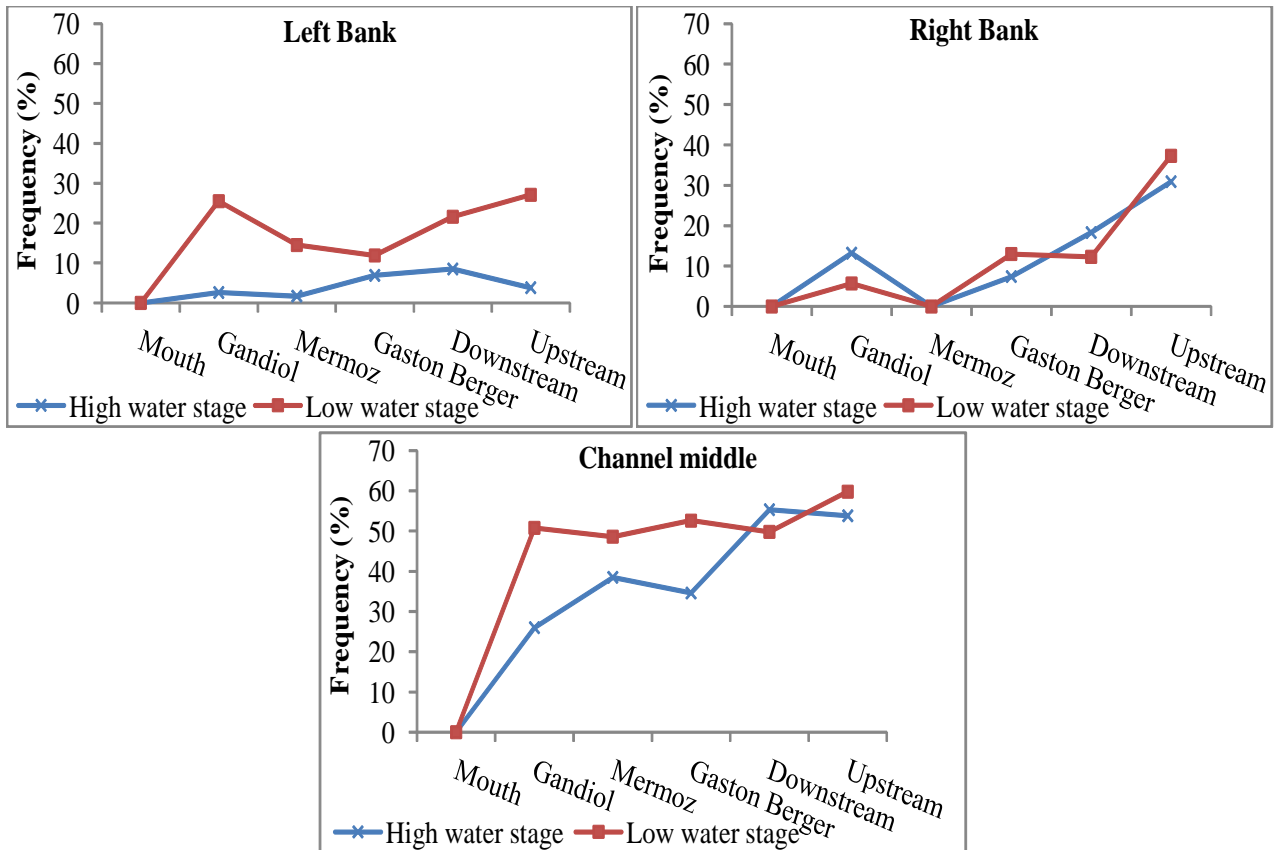 Left Bank
Frequency (%)
70
60
50
40
30
20
10
0
Mouth
Gandiol
Mermoz
Gaston Berger
Downstream
Upstream
High water stage
Low water stage
Right Bank
Frequency (%)
70
60
50
40
30
20
10
0
Mouth
Gandiol
Mermoz
Gaston Berger
Downstream
Upstream
High water stage
Low water stage
Channel middle
Frequency (%)
70
60
50
40
30
20
10
0
Mouth
Gandiol
Mermoz
Gaston Berger
Downstream
Upstream
High water stage
Low water stage